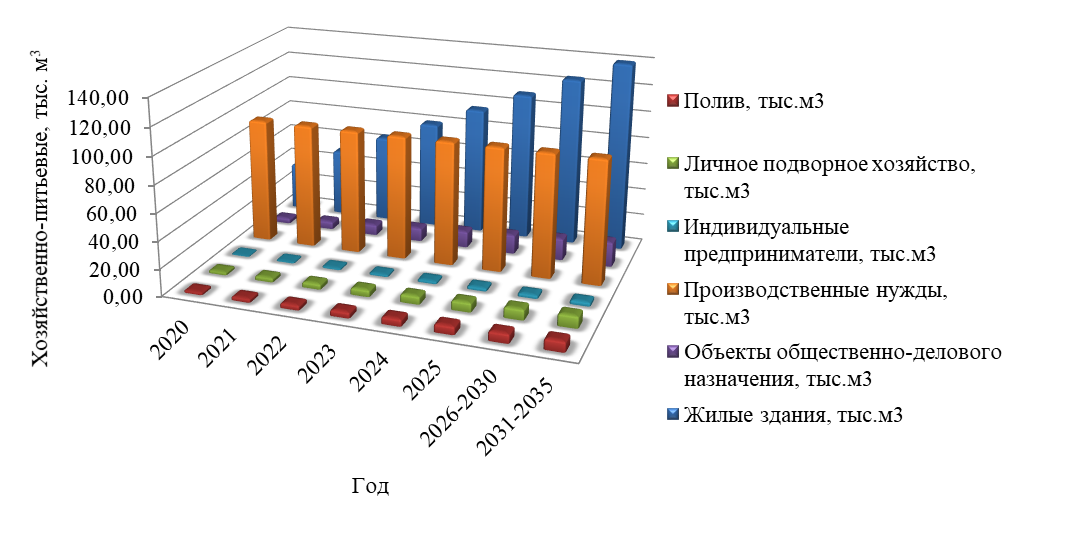 Хозяйственно-питьевые, тыс. м³
140,00
120,00
100,00
80,00
60,00
40,00
20,00
0,00
2020
2021
2022
2023
2024
2025
2026-2030
2031-2035
Год
Полив, тыс.м3
Личное подворное хозяйство,
тыс.м3
Индивидуальные
предприниматели, тыс.м3
Производственные нужды,
тыс.м3
Объекты общественно-делового
назначения, тыс.м3
Жилые здания, тыс.м3